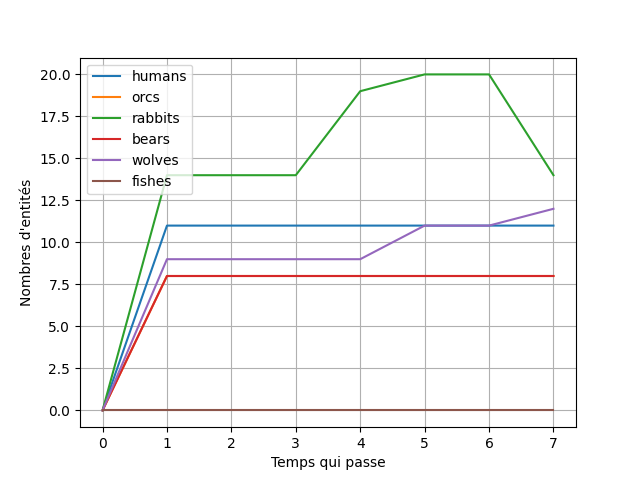 humans
orcs
rabbits
bears
wolves
fishes
20.0
17.5
15.0
12.5
10.0
7.5
5.0
2.5
0.0
Nombres d'entités
0 1 2 3 4 5 6 7
Temps qui passe